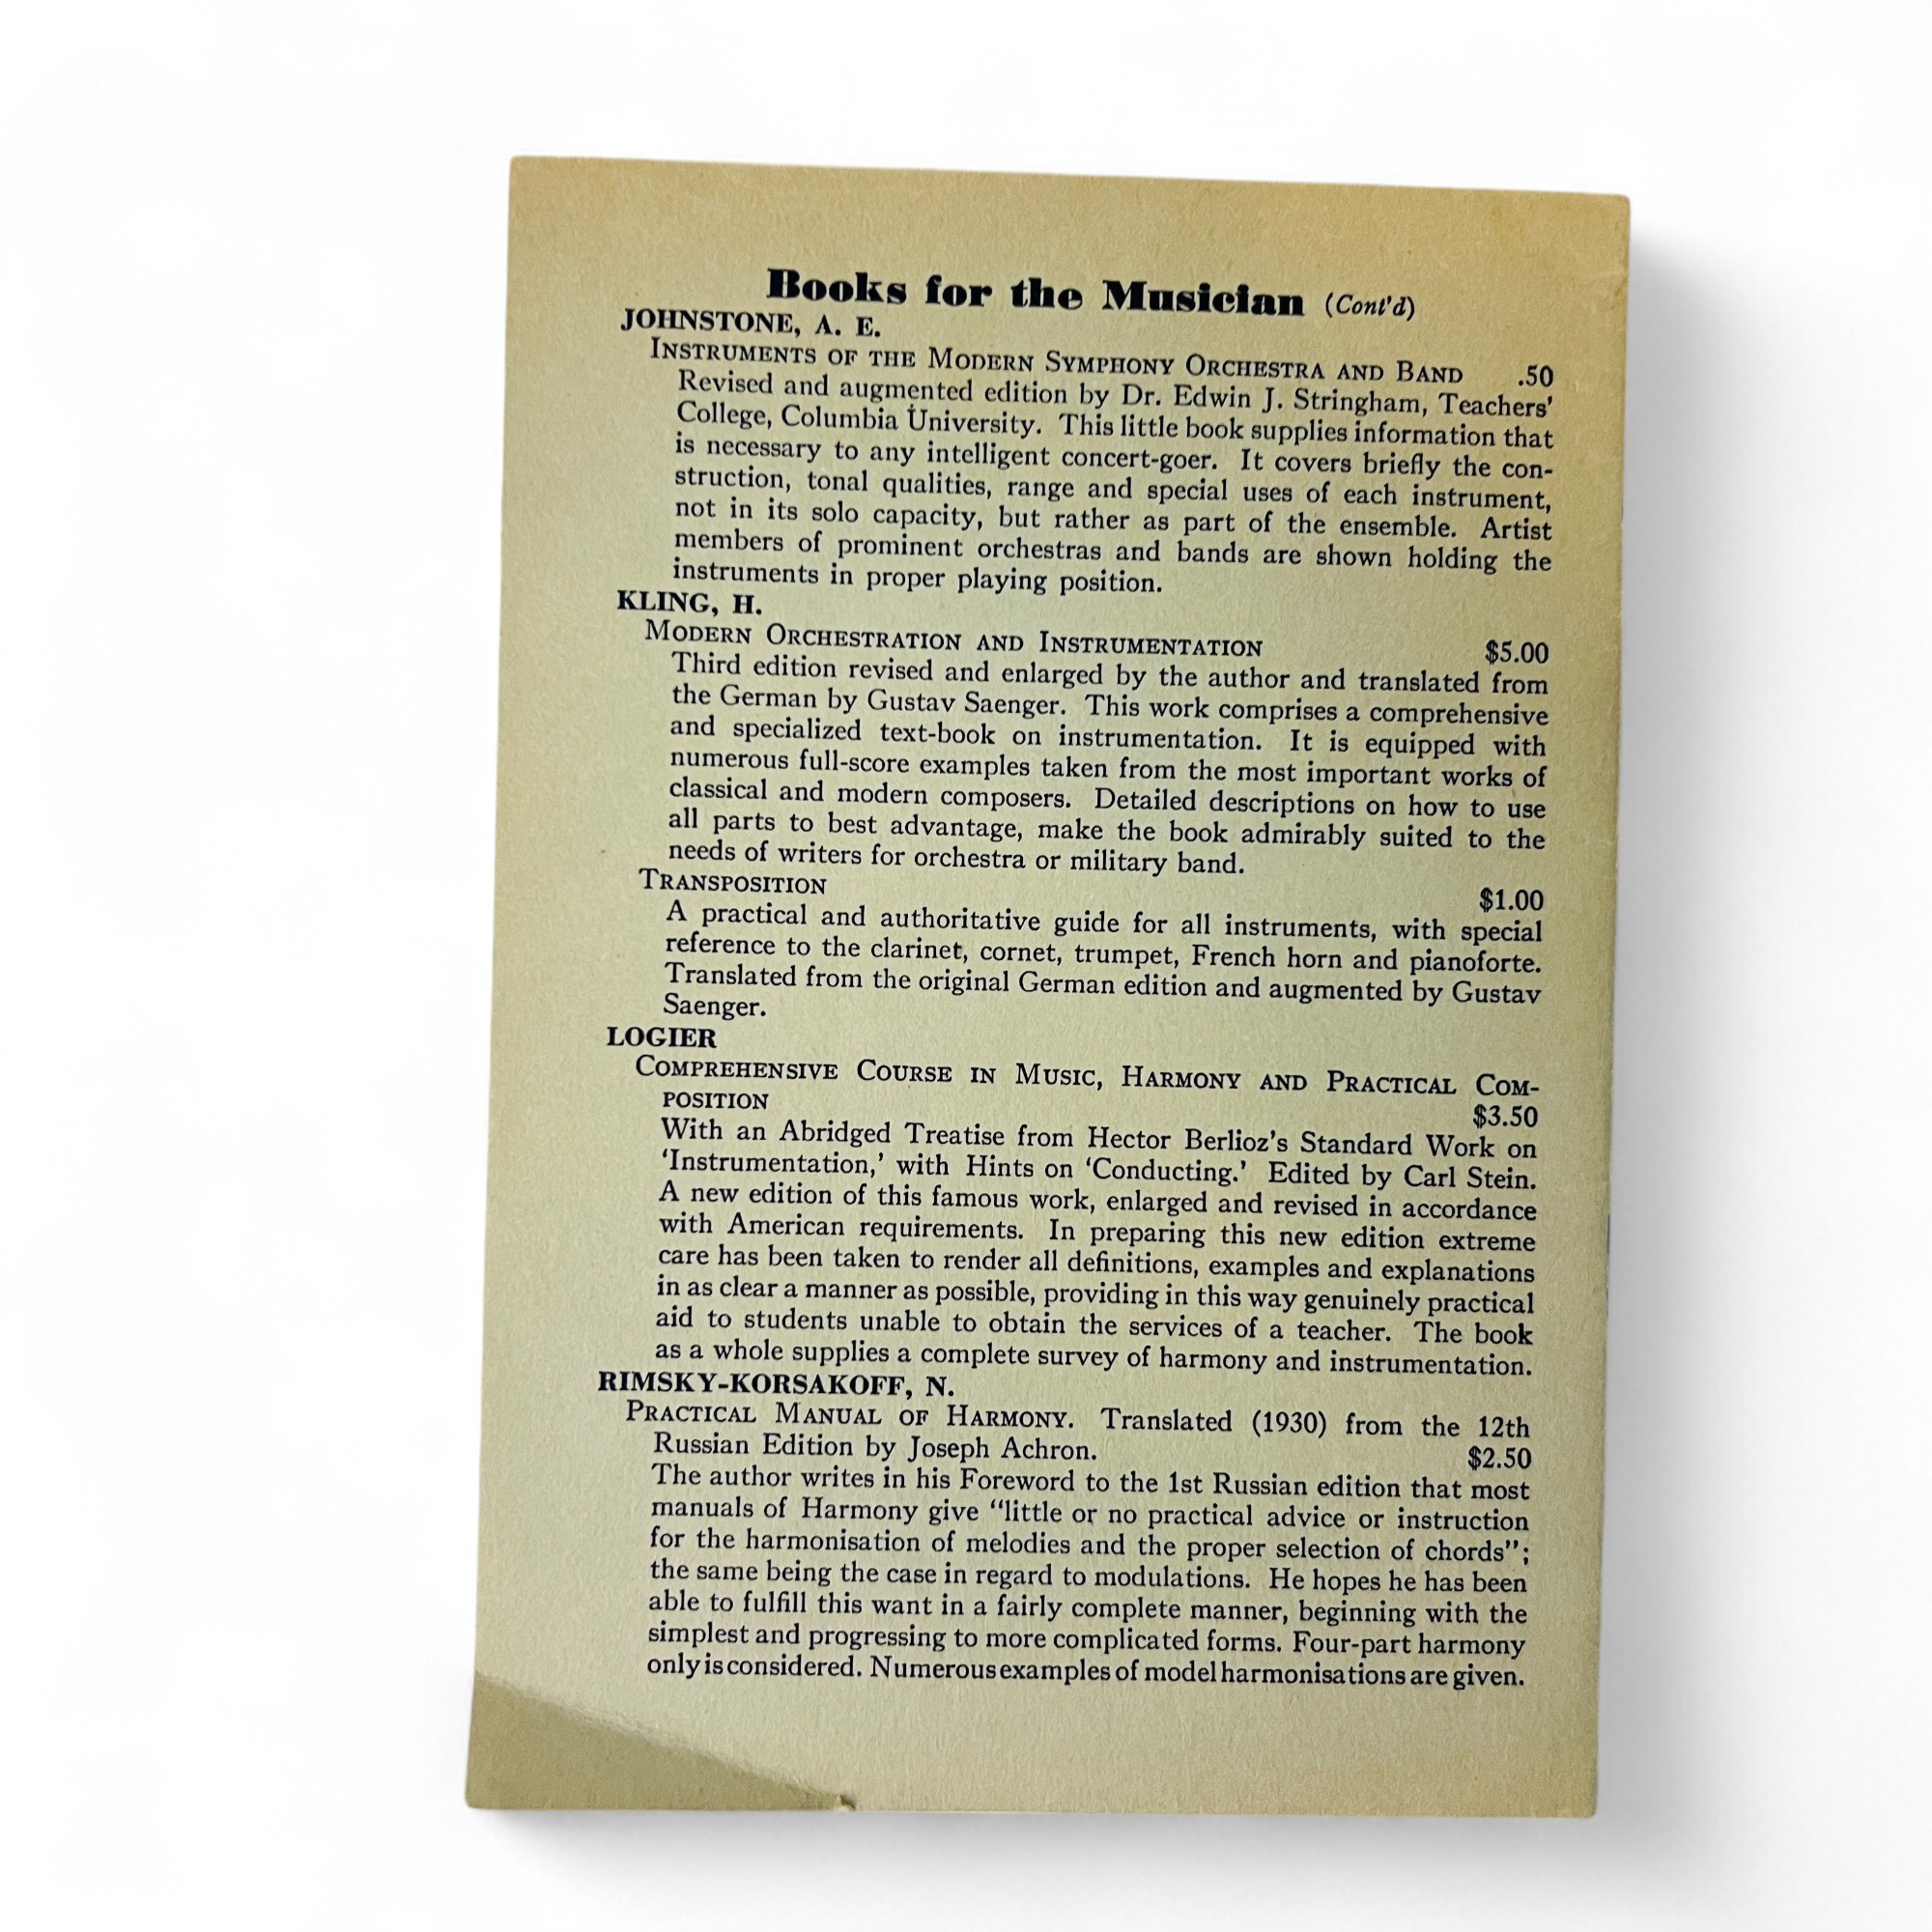 Books for the Musician (Cont'd)
JOHNSTONE, A. E.
INSTRUMENTS OF THE MODERN SYMPHONY ORCHESTRA AND BAND .50
Revised and augmented edition by Dr. Edwin J. Stringham, Teachers'
College, Columbia University. This little book supplies information that
is necessary to any intelligent concert-goer. It covers briefly the con-
struction, tonal qualities, range and special uses of each instrument,
not in its solo capacity, but rather as part of the ensemble. Artist
members of prominent orchestras and bands are shown holding the
instruments in proper playing position.
KLING, H.
MODERN ORCHESTRATION AND INSTRUMENTATION $5.00
Third edition revised and enlarged by the author and translated from
the German by Gustav Saenger. This work comprises a comprehensive
and specialized text-book on instrumentation. It is equipped with
numerous full-score examples taken from the most important works of
classical and modern composers. Detailed descriptions on how to use
all parts to best advantage, make the book admirably suited to the
needs of writers for orchestra or military band.
TRANSPOSITION $1.00
A practical and authoritative guide for all instruments, with special
reference to the clarinet, cornet, trumpet, French horn and pianoforte.
Translated from the original German edition and augmented by Gustav
Saenger.
LOGIER
COMPREHENSIVE COURSE IN MUSIC, HARMONY AND PRACTICAL COM-
POSITION $3.50
With an Abridged Treatise from Hector Berlioz's Standard Work on
'Instrumentation,' with Hints on 'Conducting.' Edited by Carl Stein.
A new edition of this famous work, enlarged and revised in accordance
with American requirements. In preparing this new edition extreme
care has been taken to render all definitions, examples and explanations
in as clear a manner as possible, providing in this way genuinely practical
aid to students unable to obtain the services of a teacher. The book
as a whole supplies a complete survey of harmony and instrumentation.
RIMSKY-KORSAKOFF, N.
PRACTICAL MANUAL OF HARMONY. Translated (1930) from the 12th
Russian Edition by Joseph Achron. $2.50
The author writes in his Foreword to the 1st Russian edition that most
manuals of Harmony give "little or no practical advice or instruction
for the harmonisation of melodies and the proper selection of chords";
the same being the case in regard to modulations. He hopes he has been
able to fulfill this want in a fairly complete manner, beginning with the
simplest and progressing to more complicated forms. Four-part harmony
only is considered. Numerous examples of model harmonisations are given.